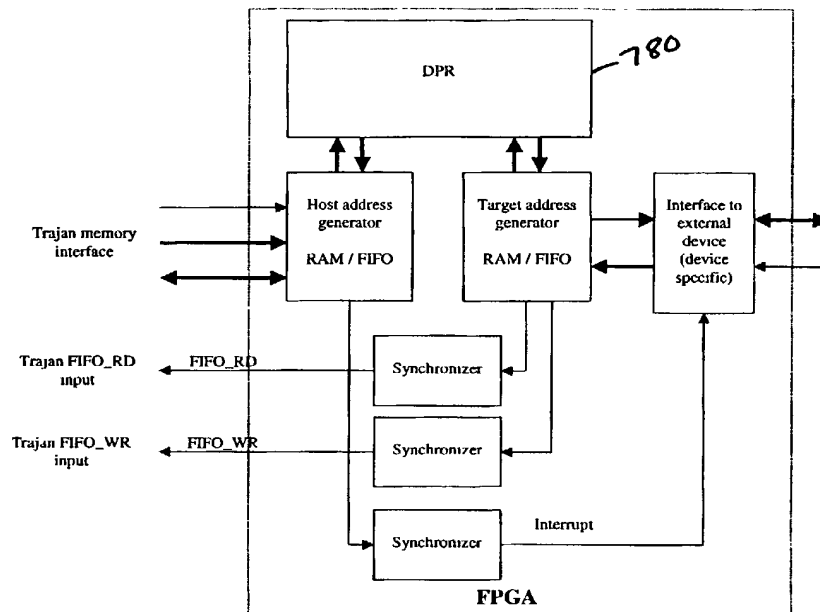 780
DPR
Host address
generator
RAM / FIFO
Target address
generator
RAM / FIFO
Interface to
external
device
(device
specific)
Trajan memory
interface
Trajan FIFO_RD
input
FIFO_RD
Synchronizer
Trajan FIFO_WR
input
FIFO_WR
Synchronizer
Synchronizer
Interrupt
FPGA